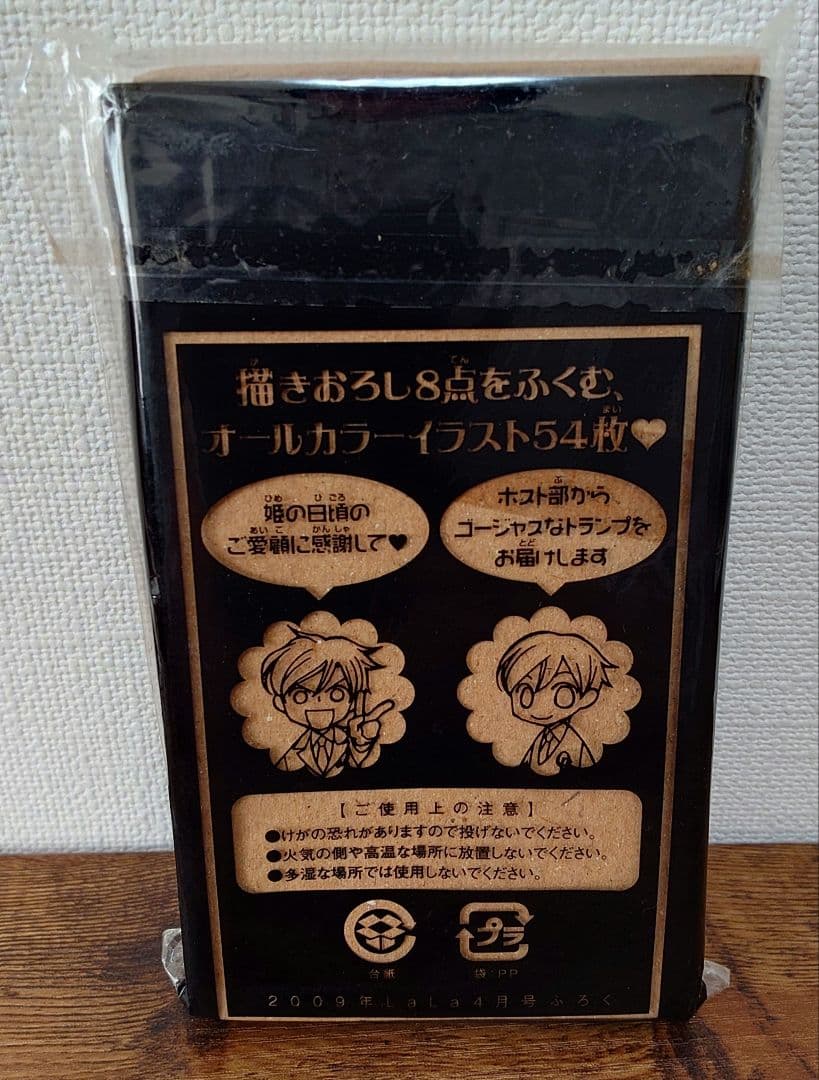 描きおろし8点をふくむ、
オールカラーイラスト54枚♥
姫の日頃の
ご愛顧に感謝して♥
ホスト部から
ゴージャスなトランプを
お届けします
【ご使用上の注意】
●けがの恐れがありますので投げないでください。
●火気の側や高温な場所に放置しないでください。
●多湿な場所では使用しないでください。
プラ
台紙
袋:PP
2009年LaLa4月号ふろく